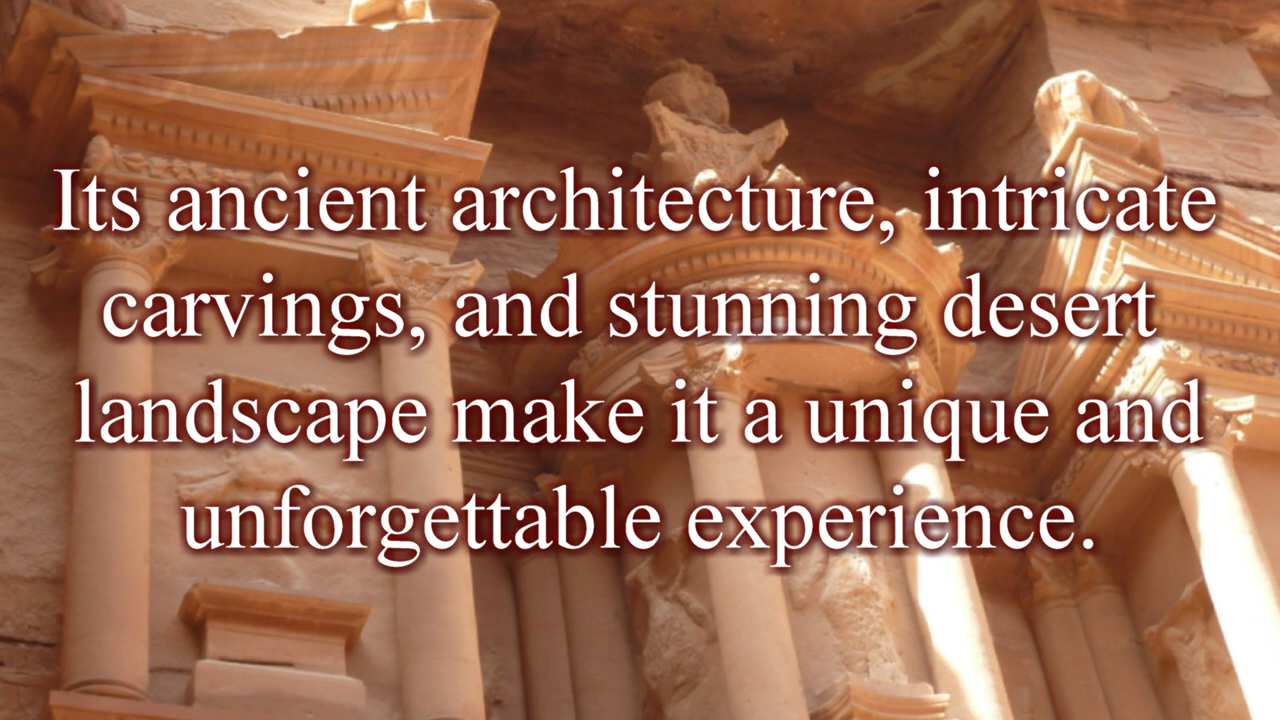 Its ancient architecture, intricate
carvings, and stunning desert
landscape make it a unique and
unforgettable experience.